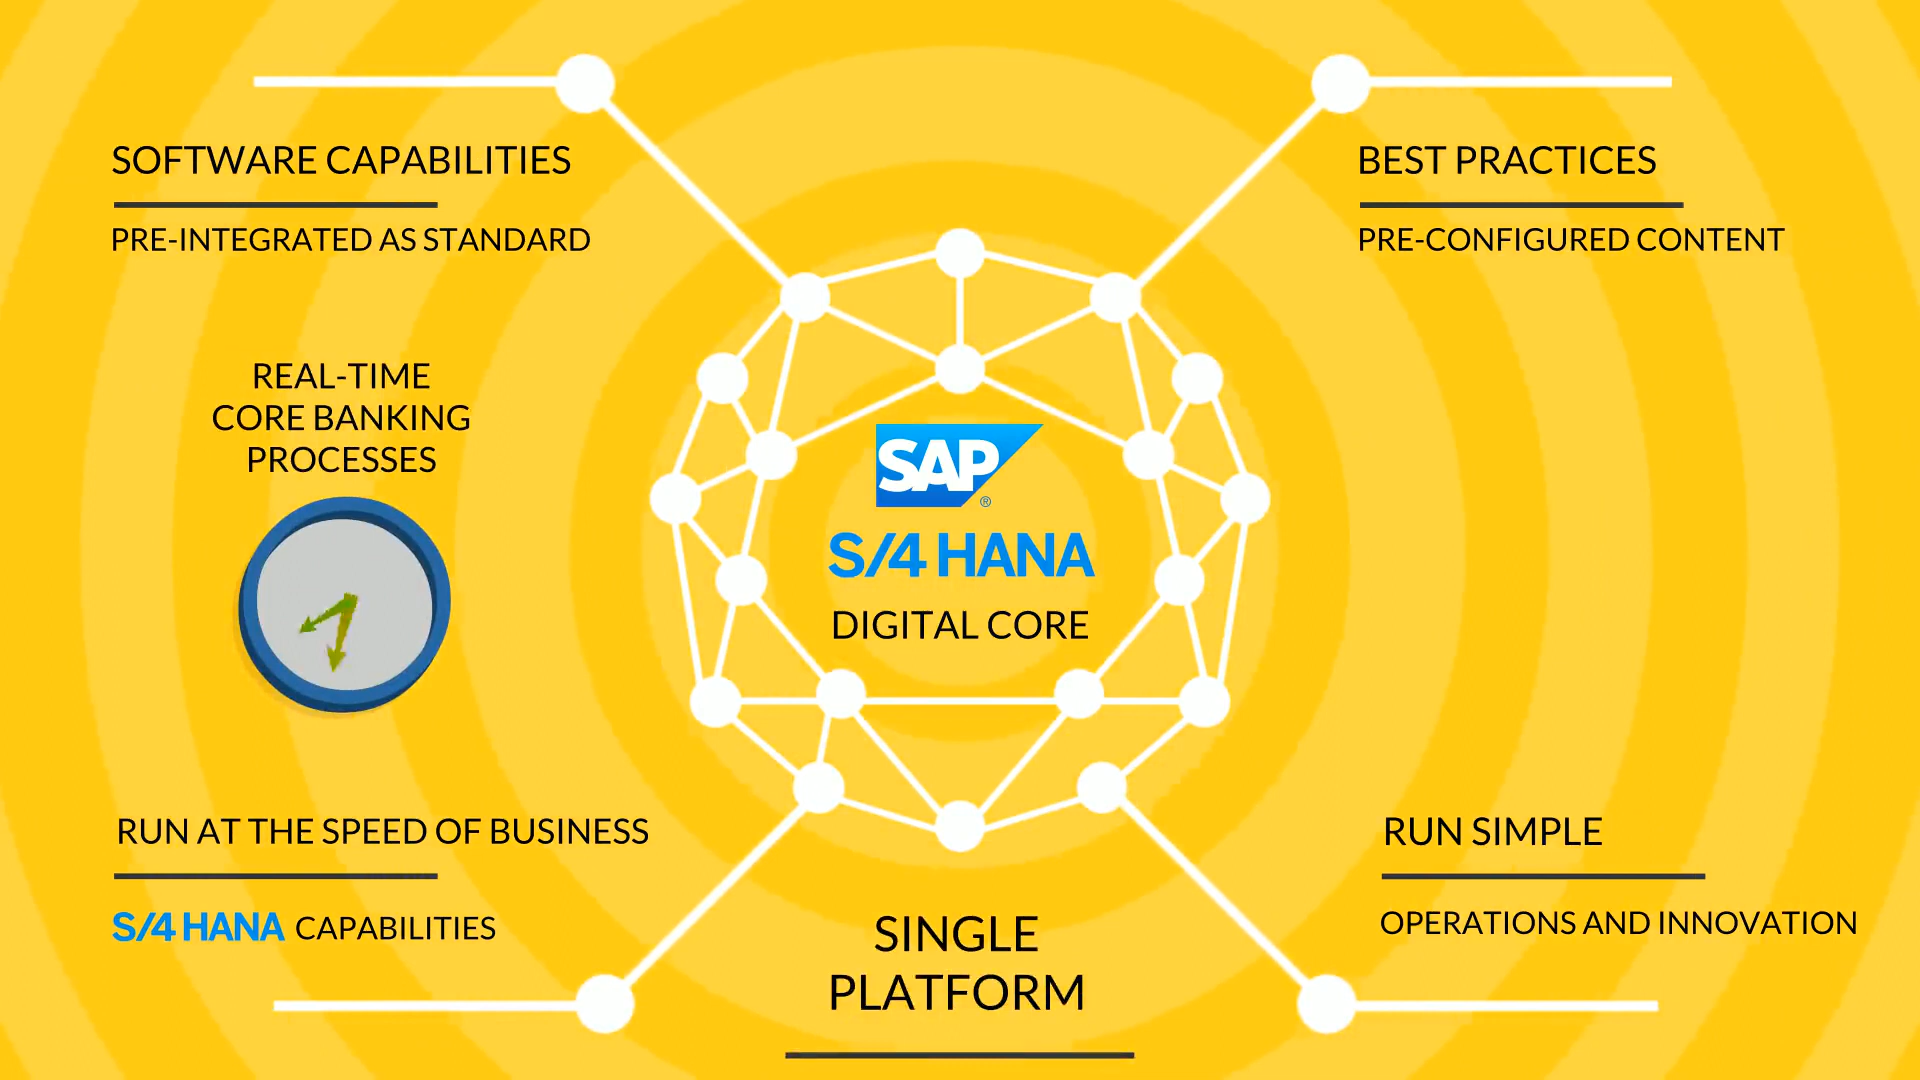 SOFTWARE CAPABILITIES
PRE-INTEGRATED AS STANDARD
BEST PRACTICES
PRE-CONFIGURED CONTENT
REAL-TIME
CORE BANKING
PROCESSES
SAP®
S/4 HANA
DIGITAL CORE
RUN AT THE SPEED OF BUSINESS
S/4 HANA CAPABILITIES
SINGLE
PLATFORM
RUN SIMPLE
OPERATIONS AND INNOVATION